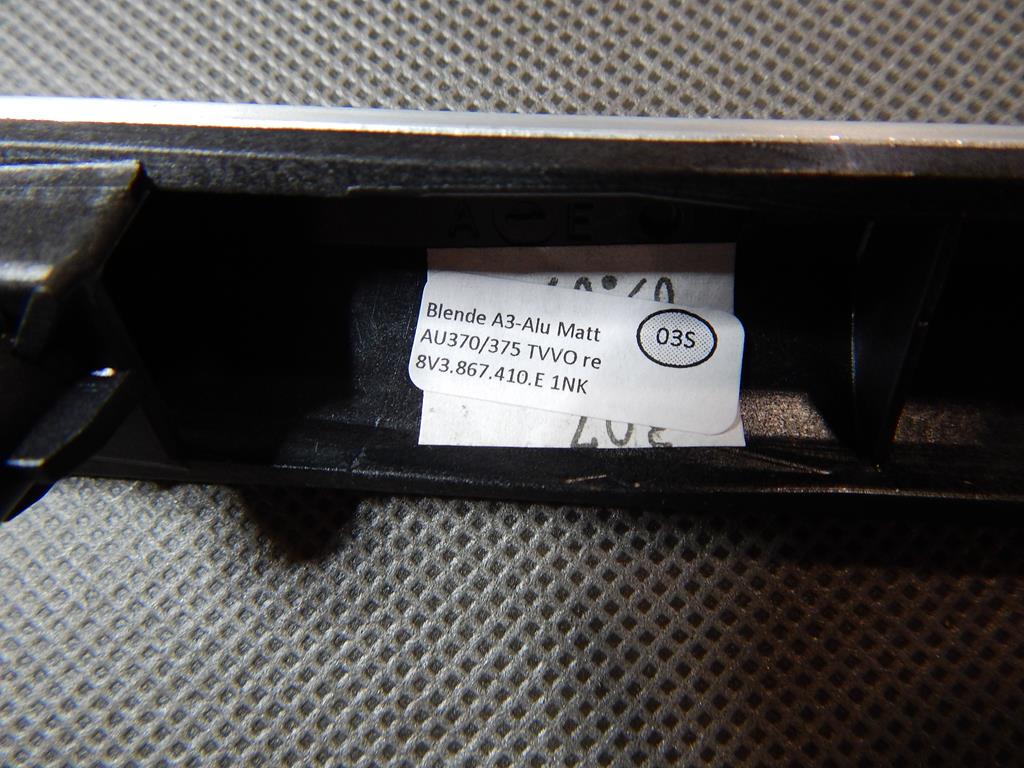 A E
Blende A3-Alu Matt
AU370/375 TVVO re
8V3.867.410.E 1NK
03S